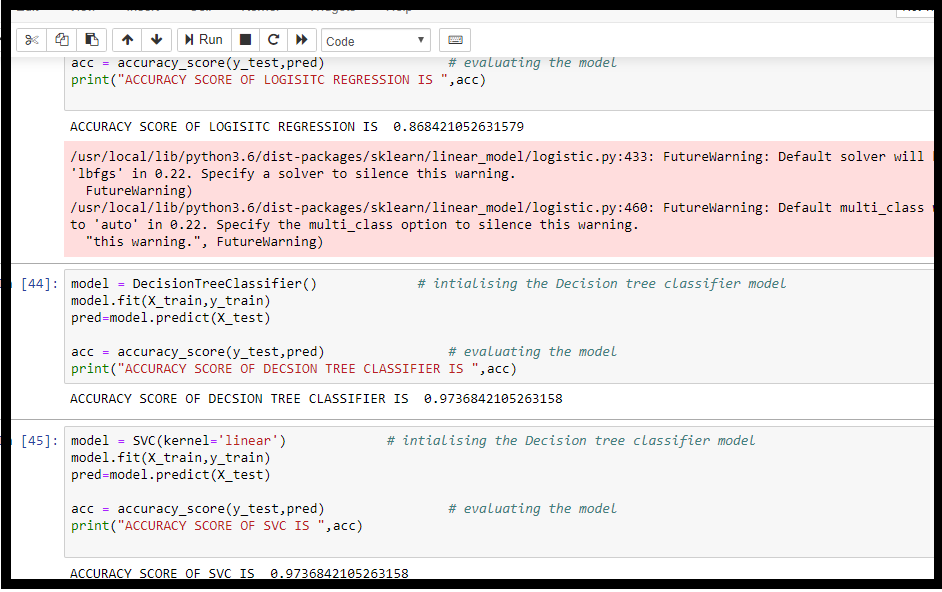 Run
Code
acc = accuracy_score(y_test,pred) # evaluating the model
print("ACCURACY SCORE OF LOGISITC REGRESSION IS ",acc)
ACCURACY SCORE OF LOGISITC REGRESSION IS  0.868421052631579
/usr/local/lib/python3.6/dist-packages/sklearn/linear_model/logistic.py:433: FutureWarning: Default solver will
'lbfgs' in 0.22. Specify a solver to silence this warning.
FutureWarning)
/usr/local/lib/python3.6/dist-packages/sklearn/linear_model/logistic.py:460: FutureWarning: Default multi_class
to 'auto' in 0.22. Specify the multi_class option to silence this warning.
"this warning.", FutureWarning)
[44]: model = DecisionTreeClassifier() # intialising the Decision tree classifier model
model.fit(X_train,y_train)
pred=model.predict(X_test)
acc = accuracy_score(y_test,pred) # evaluating the model
print("ACCURACY SCORE OF DECSION TREE CLASSIFIER IS ",acc)
ACCURACY SCORE OF DECSION TREE CLASSIFIER IS  0.9736842105263158
[45]: model = SVC(kernel='linear') # intialising the Decision tree classifier model
model.fit(X_train,y_train)
pred=model.predict(X_test)
acc = accuracy_score(y_test,pred) # evaluating the model
print("ACCURACY SCORE OF SVC IS ",acc)
ACCURACY SCORE OF SVC IS  0.9736842105263158